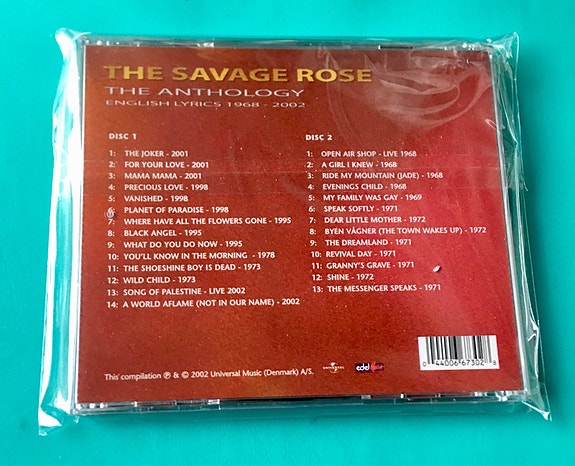 THE SAVAGE ROSE
THE ANTHOLOGY
ENGLISH LYRICS 1968 - 2002
DISC 1
1: THE JOKER - 2001
2: FOR YOUR LOVE - 2001
3: MAMA MAMA - 2001
4: PRECIOUS LOVE - 1998
5: VANISHED - 1998
6: PLANET OF PARADISE - 1998
7: WHERE HAVE ALL THE FLOWERS GONE - 1995
8: BLACK ANGEL - 1995
9: WHAT DO YOU DO NOW - 1995
10: YOU'LL KNOW IN THE MORNING - 1978
11: THE SHOESHINE BOY IS DEAD - 1973
12: WILD CHILD - 1973
13: SONG OF PALESTINE - LIVE 2002
14: A WORLD AFLAME (NOT IN OUR NAME) - 2002
DISC 2
1: OPEN AIR SHOP - LIVE 1968
2: A GIRL I KNEW - 1968
3: RIDE MY MOUNTAIN (JADE) - 1968
4: EVENINGS CHILD - 1968
5: MY FAMILY WAS GAY - 1969
6: SPEAK SOFTLY - 1971
7: DEAR LITTLE MOTHER - 1972
8: BYEN VÅGNER (THE TOWN WAKES UP) - 1972
9: THE DREAMLAND - 1971
10: REVIVAL DAY - 1971
11: GRANNY'S GRAVE - 1971
12: SHINE - 1972
13: THE MESSENGER SPEAKS - 1971
This compilation ℗ & © 2002 Universal Music (Denmark) A/S.
UNIVERSAL
edel
0 44006 67302 8